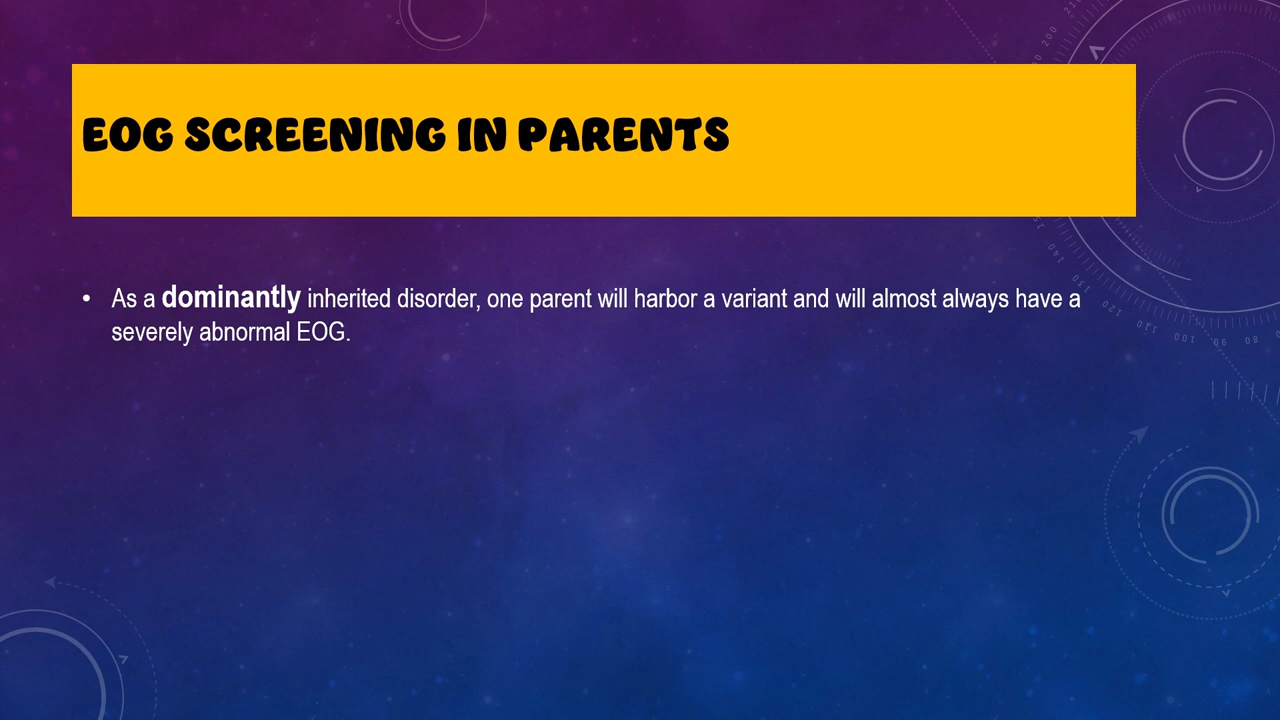 EOG SCREENING IN PARENTS
• As a dominantly inherited disorder, one parent will harbor a variant and will almost always have a
severely abnormal EOG.